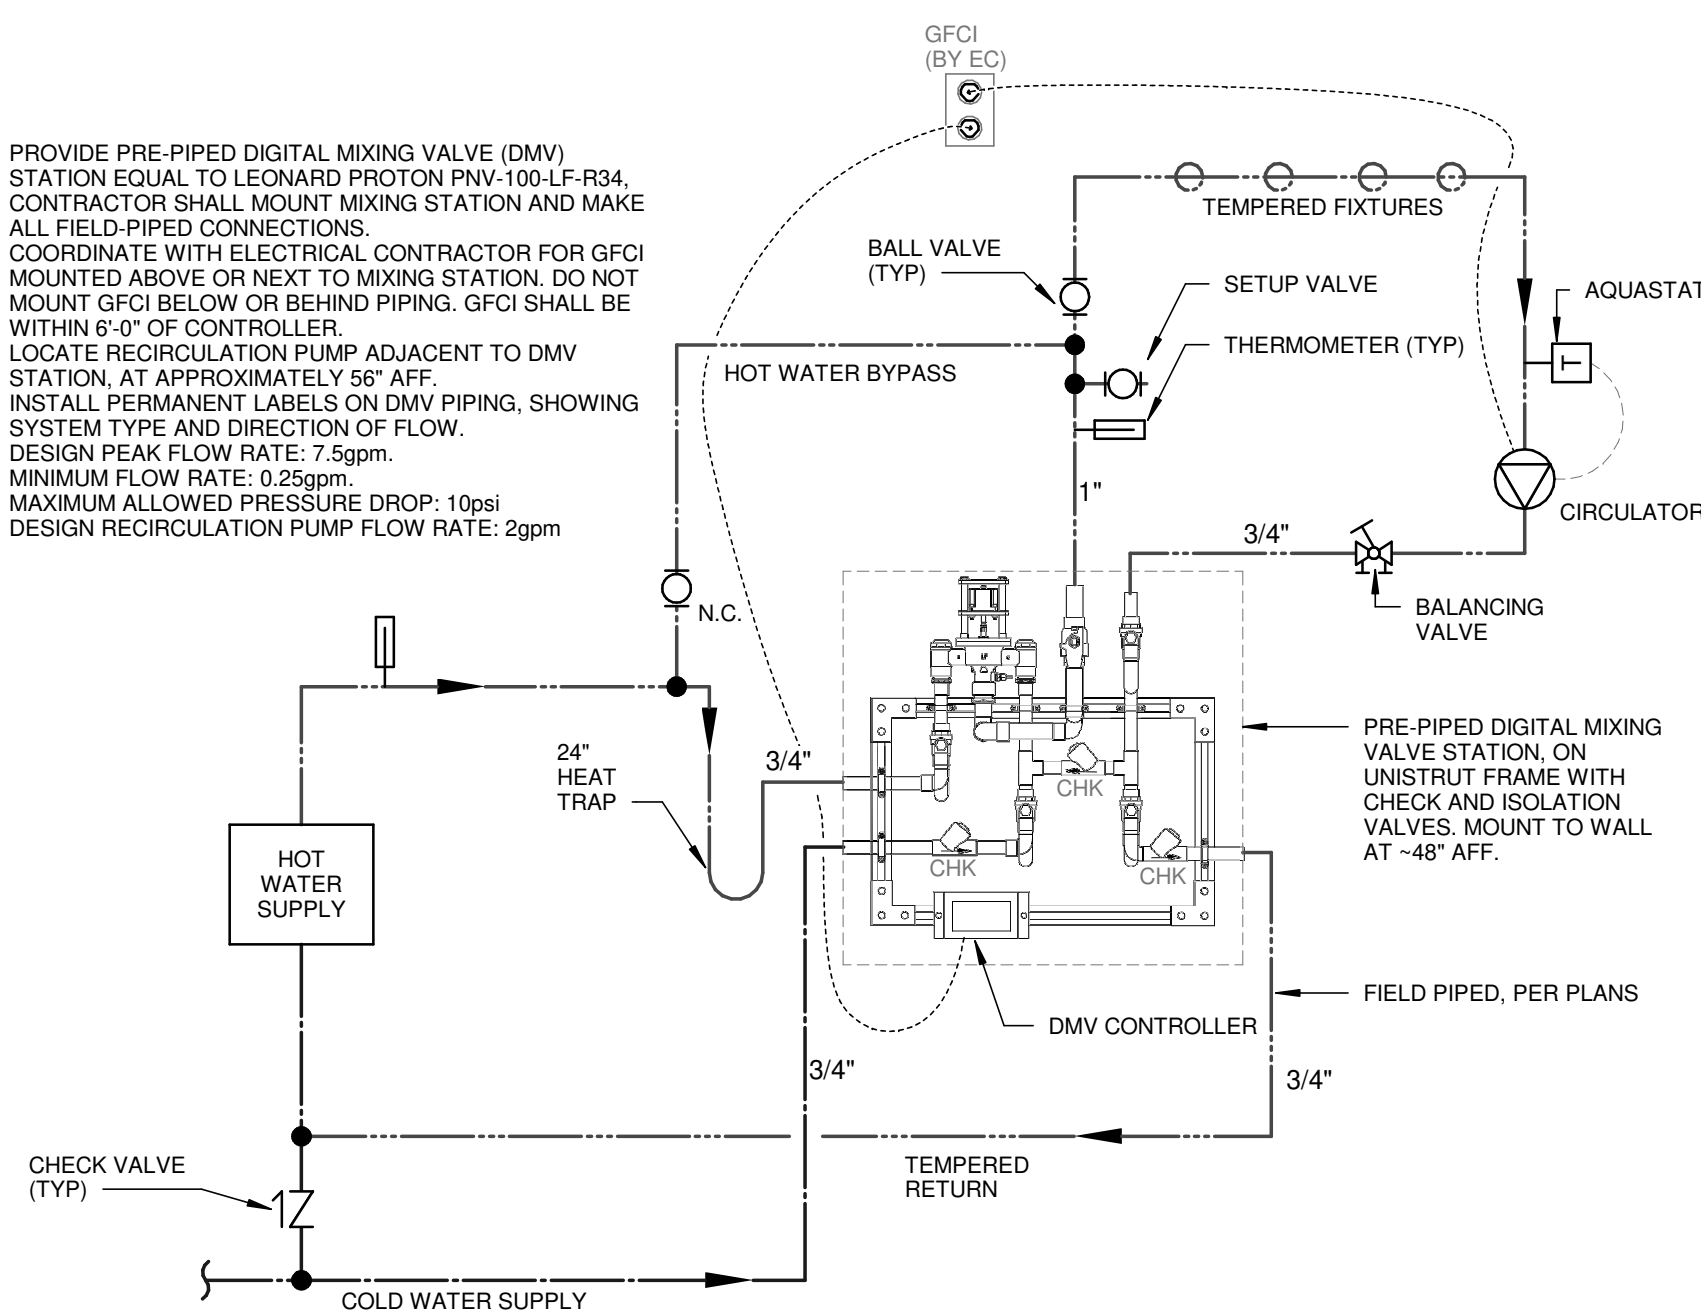 GFCI
(BY EC)
PROVIDE PRE-PIPED DIGITAL MIXING VALVE (DMV)
STATION EQUAL TO LEONARD PROTON PNV-100-LF-R34,
CONTRACTOR SHALL MOUNT MIXING STATION AND MAKE
ALL FIELD-PIPED CONNECTIONS.
COORDINATE WITH ELECTRICAL CONTRACTOR FOR GFCI
MOUNTED ABOVE OR NEXT TO MIXING STATION. DO NOT
MOUNT GFCI BELOW OR BEHIND PIPING. GFCI SHALL BE
WITHIN 6'-0" OF CONTROLLER.
LOCATE RECIRCULATION PUMP ADJACENT TO DMV
STATION, AT APPROXIMATELY 56" AFF.
INSTALL PERMANENT LABELS ON DMV PIPING, SHOWING
SYSTEM TYPE AND DIRECTION OF FLOW.
DESIGN PEAK FLOW RATE: 7.5gpm.
MINIMUM FLOW RATE: 0.25gpm.
MAXIMUM ALLOWED PRESSURE DROP: 10psi
DESIGN RECIRCULATION PUMP FLOW RATE: 2gpm
TEMPERED FIXTURES
BALL VALVE
(TYP)
SETUP VALVE
AQUASTAT
THERMOMETER (TYP)
HOT WATER BYPASS
T
1"
CIRCULATOR
3/4"
N.C.
BALANCING
VALVE
LF
PRE-PIPED DIGITAL MIXING
VALVE STATION, ON
UNISTRUT FRAME WITH
CHECK AND ISOLATION
VALVES. MOUNT TO WALL
AT ~48" AFF.
24"
HEAT
TRAP
3/4"
CHK
CHK
CHK
HOT
WATER
SUPPLY
FIELD PIPED, PER PLANS
DMV CONTROLLER
3/4"
3/4"
CHECK VALVE
(TYP)
TEMPERED
RETURN
COLD WATER SUPPLY